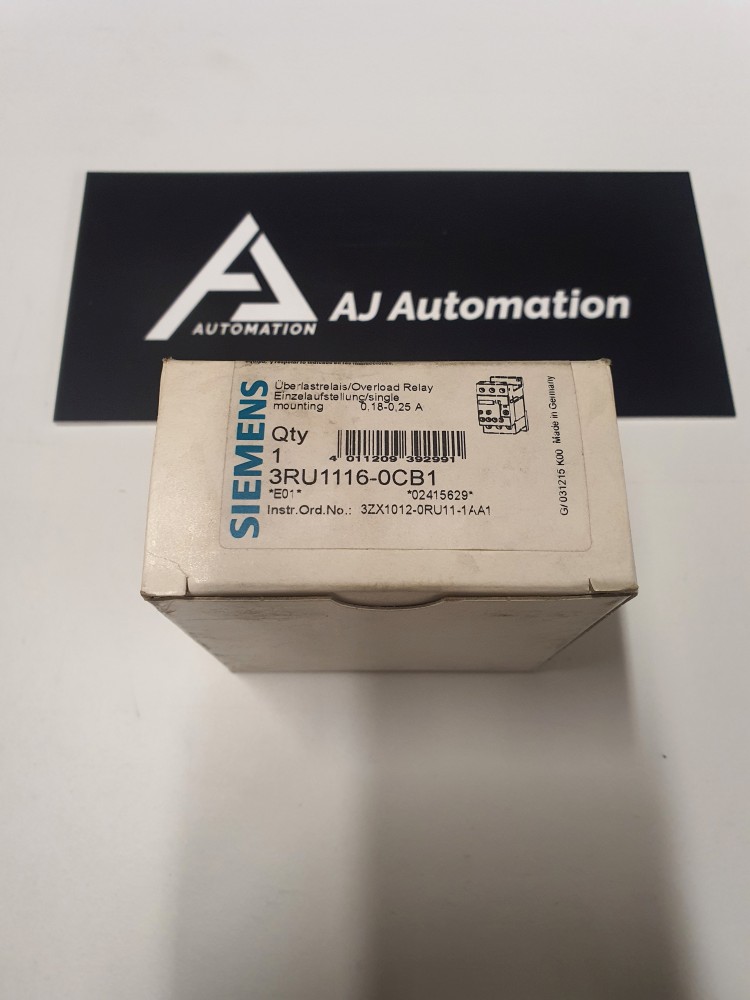 AUTOMATION
AJ Automation
SIEMENS
Überlastrelais/Overload Relay
Einzelaufstellung/single
mounting 0.18-0,25 A
Qty
1
4 011209 392991
3RU1116-0CB1
*E01* *02415629*
Instr.Ord.No.: 3ZX1012-0RU11-1AA1
G/ 031215 K00 Made in Germany